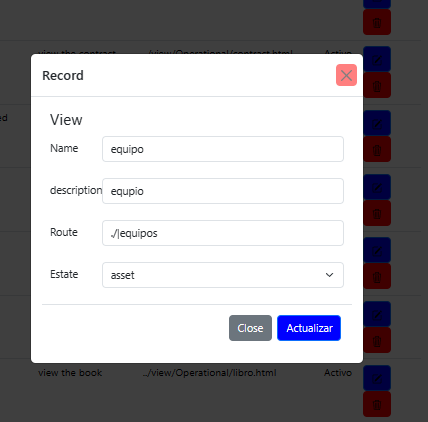 view the contract ../view/Operational/contract.html Activo
Record
View
Name equipo
ed
description equpio
Route ./|equipos
Estate asset
Close Actualizar
view the book ../view/Operational/libro.html Activo